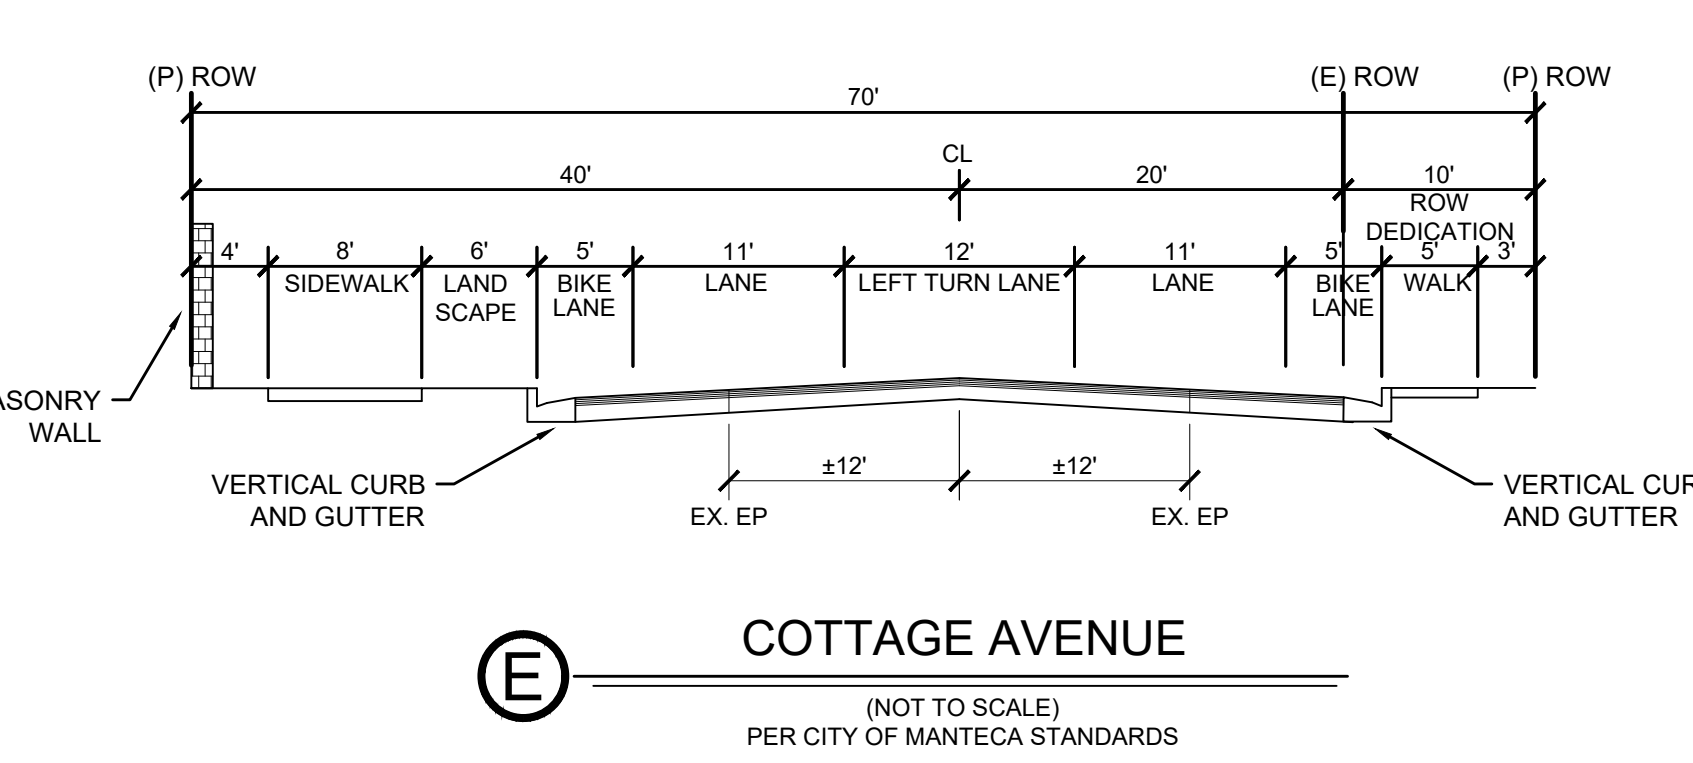 (P) ROW
(E) ROW
(P) ROW
70'
CL
40'
20'
10'
ROW
DEDICATION
4'
8'
6'
5'
11'
12'
11'
5'
5'
3'
SIDEWALK
LAND
SCAPE
BIKE
LANE
LANE
LEFT TURN LANE
LANE
BIKE
LANE
WALK
WALL
VERTICAL CURB
AND GUTTER
±12'
±12'
EX. EP
EX. EP
VERTICAL
AND GUTTER
E
COTTAGE AVENUE
(NOT TO SCALE)
PER CITY OF MANTECA STANDARDS